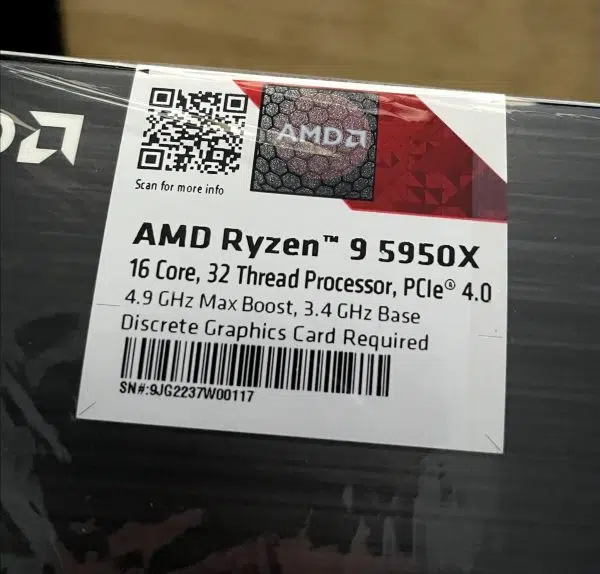 Scan for more info
AMD
AMD Ryzen™ 9 5950X
16 Core, 32 Thread Processor, PCIe® 4.0
4.9 GHz Max Boost, 3.4 GHz Base
Discrete Graphics Card Required
SN#:9JG2237W00117